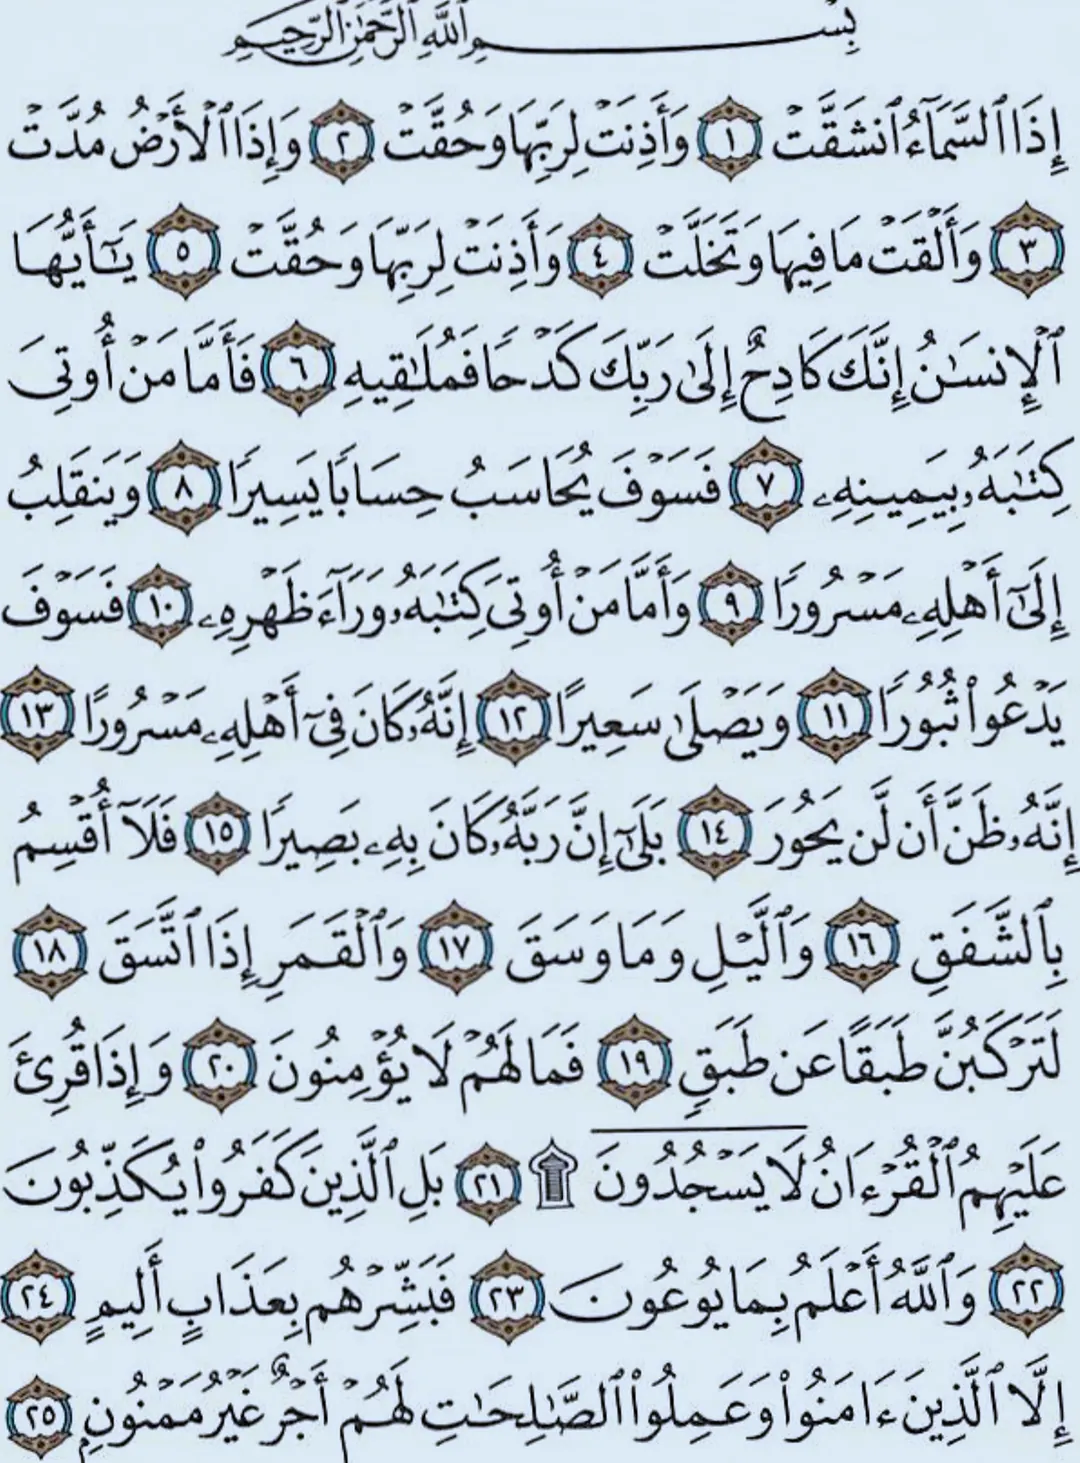 بِسْمِ ٱللَّهِ ٱلرَّحْمَٰنِ ٱلرَّحِيمِ
إِذَا ٱلسَّمَآءُ ٱنشَقَّتْ ١ وَأَذِنَتْ لِرَبِّهَا وَحُقَّتْ ٢ وَإِذَا ٱلْأَرْضُ مُدَّتْ
٣ وَأَلْقَتْ مَا فِيهَا وَتَخَلَّتْ ٤ وَأَذِنَتْ لِرَبِّهَا وَحُقَّتْ ٥ يَٰٓأَيُّهَا
ٱلْإِنسَٰنُ إِنَّكَ كَادِحٌ إِلَىٰ رَبِّكَ كَدْحًا فَمُلَٰقِيهِ ٦ فَأَمَّا مَنْ أُوتِىَ
كِتَٰبَهُۥ بِيَمِينِهِۦ ٧ فَسَوْفَ يُحَاسَبُ حِسَابًا يَسِيرًا ٨ وَيَنقَلِبُ
إِلَىٰٓ أَهْلِهِۦ مَسْرُورًا ٩ وَأَمَّا مَنْ أُوتِىَ كِتَٰبَهُۥ وَرَآءَ ظَهْرِهِۦ ١٠ فَسَوْفَ
يَدْعُوا۟ ثُبُورًا ١١ وَيَصْلَىٰ سَعِيرًا ١٢ إِنَّهُۥ كَانَ فِىٓ أَهْلِهِۦ مَسْرُورًا ١٣
إِنَّهُۥ ظَنَّ أَن لَّن يَحُورَ ١٤ بَلَىٰٓ إِنَّ رَبَّهُۥ كَانَ بِهِۦ بَصِيرًا ١٥ فَلَآ أُقْسِمُ
بِٱلشَّفَقِ ١٦ وَٱلَّيْلِ وَمَا وَسَقَ ١٧ وَٱلْقَمَرِ إِذَا ٱتَّسَقَ ١٨
لَتَرْكَبُنَّ طَبَقًا عَن طَبَقٍ ١٩ فَمَا لَهُمْ لَا يُؤْمِنُونَ ٢٠ وَإِذَا قُرِئَ
عَلَيْهِمُ ٱلْقُرْءَانُ لَا يَسْجُدُونَ ۩ ٢١ بَلِ ٱلَّذِينَ كَفَرُوا۟ يُكَذِّبُونَ
٢٢ وَٱللَّهُ أَعْلَمُ بِمَا يُوعُونَ ٢٣ فَبَشِّرْهُم بِعَذَابٍ أَلِيمٍ ٢٤
إِلَّا ٱلَّذِينَ ءَامَنُوا۟ وَعَمِلُوا۟ ٱلصَّٰلِحَٰتِ لَهُمْ أَجْرٌ غَيْرُ مَمْنُونٍۭ ٢٥